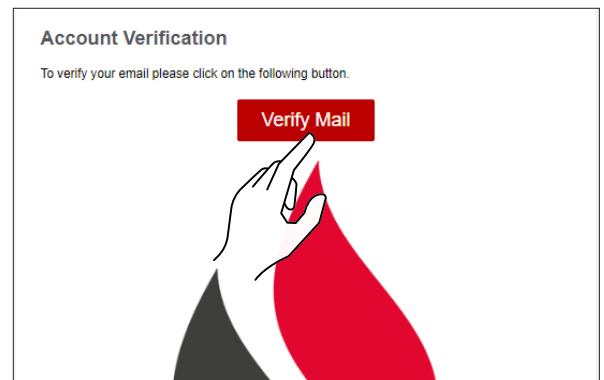 Account Verification
To verify your email please click on the following button.
Verify Mail